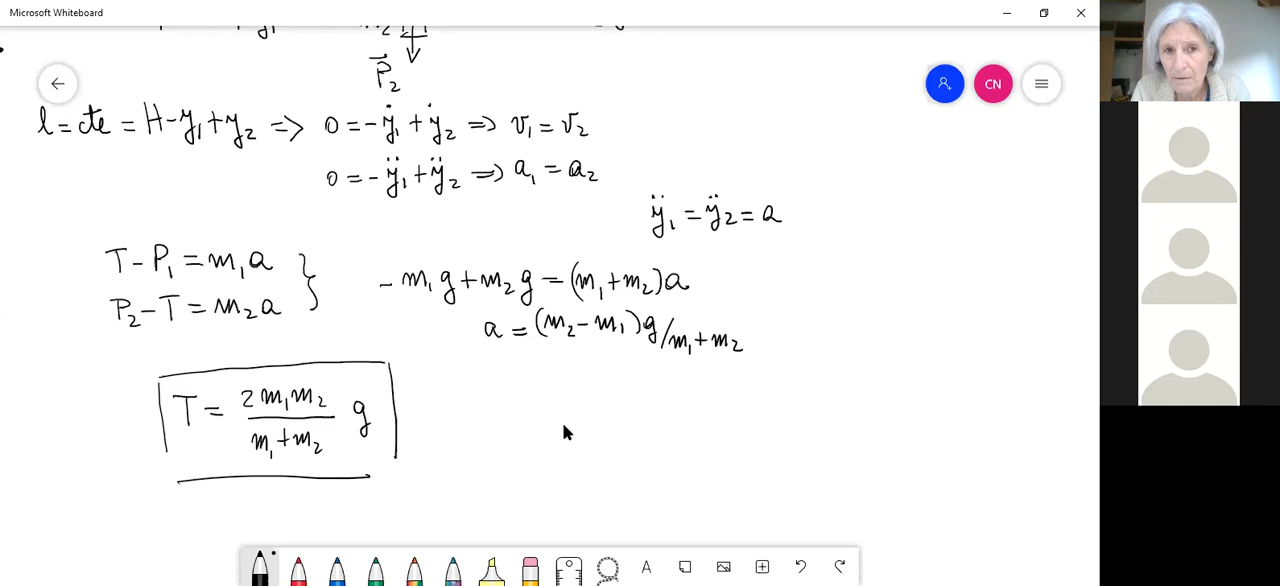 Microsoft Whiteboard
P⃗₂
CN
l = cte = H - y₁ + y₂ => 0 = -ẏ₁ + ẏ₂ => v₁ = v₂
0 = -ÿ₁ + ÿ₂ => a₁ = a₂
ÿ₁ = ÿ₂ = a
T - P₁ = m₁a
P₂ - T = m₂a }
- m₁g + m₂g = (m₁ + m₂)a
a = (m₂ - m₁)g/m₁ + m₂
T = 2m₁m₂/m₁ + m₂ g
A